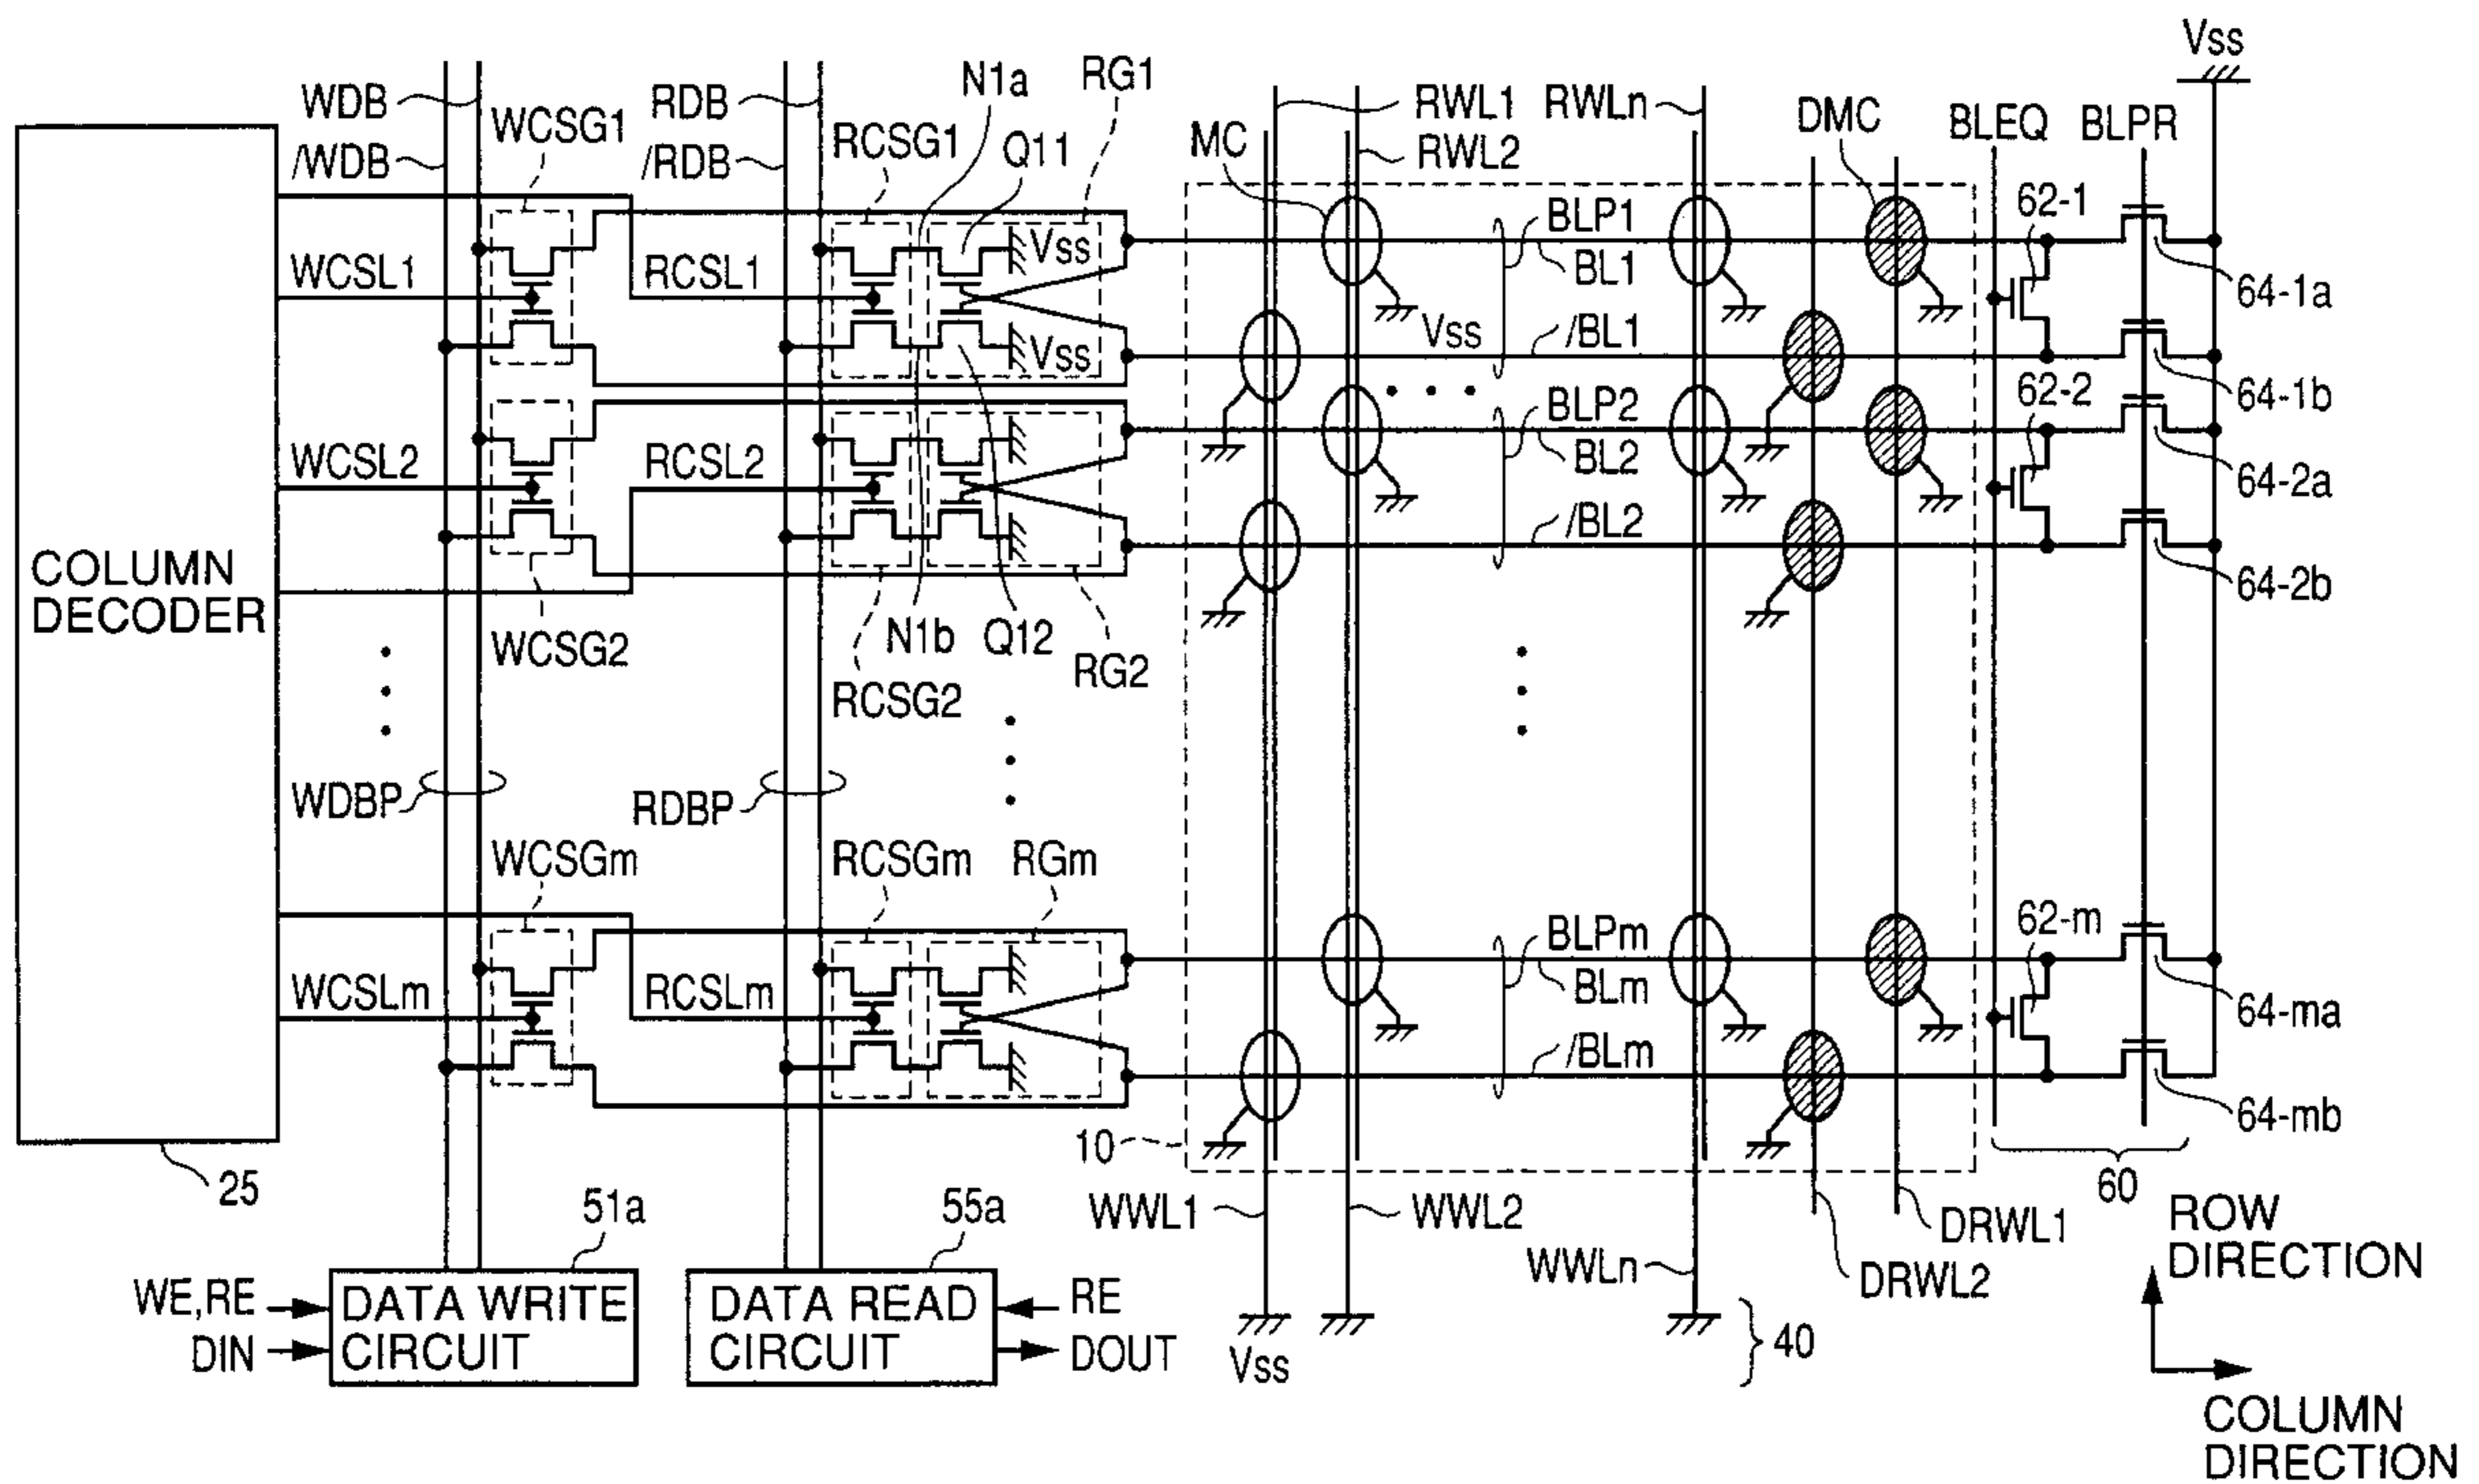 Vss
WDB
/WDB
WCSG1
RDB
/RDB
RCSG1
N1a
Q11
RG1
MC
RWL1
RWL2
RWLn
DMC
BLEQ
BLPR
WCSL1
RCSL1
Vss
Vss
BLP1
BL1
Vss
/BL1
62-1
64-1a
64-1b
WCSL2
RCSL2
BLP2
BL2
/BL2
62-2
64-2a
64-2b
COLUMN
DECODER
WCSG2
RCSG2
N1b
Q12
RG2
WDBP
RDBP
WCSGm
RCSGm
RGm
WCSLm
RCSLm
BLPm
BLm
/BLm
62-m
64-ma
64-mb
10
60
25
51a
55a
WWL1
WWL2
WWLn
DRWL1
DRWL2
WE,RE
DIN
DATA WRITE
CIRCUIT
DATA READ
CIRCUIT
RE
DOUT
Vss
40
ROW
DIRECTION
COLUMN
DIRECTION